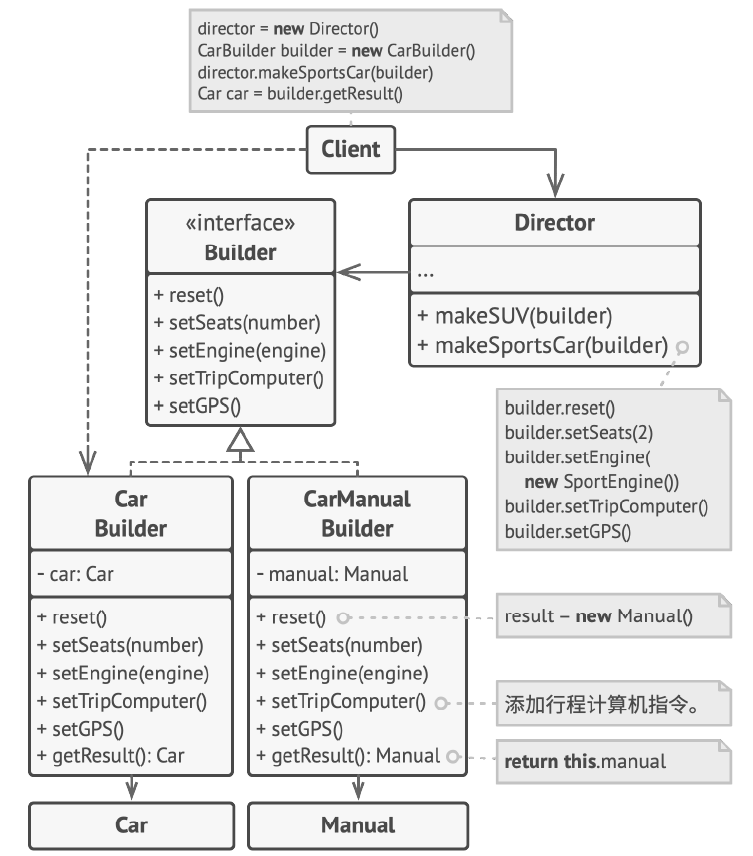 director = new Director()
CarBuilder builder = new CarBuilder()
director.makeSportsCar(builder)
Car car = builder.getResult()
Client
«interface»
Builder
+ reset()
+ setSeats(number)
+ setEngine(engine)
+ setTripComputer()
+ setGPS()
Director
...
+ makeSUV(builder)
+ makeSportsCar(builder)
builder.reset()
builder.setSeats(2)
builder.setEngine(
new SportEngine())
builder.setTripComputer()
builder.setGPS()
Car
Builder
- car: Car
+ reset()
+ setSeats(number)
+ setEngine(engine)
+ setTripComputer()
+ setGPS()
+ getResult(): Car
CarManual
Builder
- manual: Manual
+ reset()
+ setSeats(number)
+ setEngine(engine)
+ setTripComputer()
+ setGPS()
+ getResult(): Manual
result – new Manual()
添加行程计算机指令。
return this.manual
Car
Manual